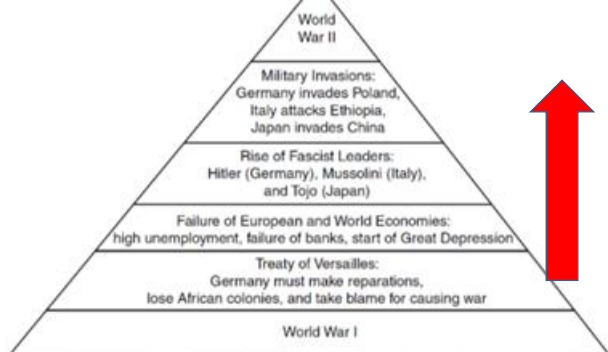 World
War II
Military Invasions:
Germany invades Poland,
Italy attacks Ethiopia,
Japan invades China
Rise of Fascist Leaders:
Hitler (Germany), Mussolini (Italy),
and Tojo (Japan)
Failure of European and World Economies:
high unemployment, failure of banks, start of Great Depression
Treaty of Versailles:
Germany must make reparations,
lose African colonies, and take blame for causing war
World War I